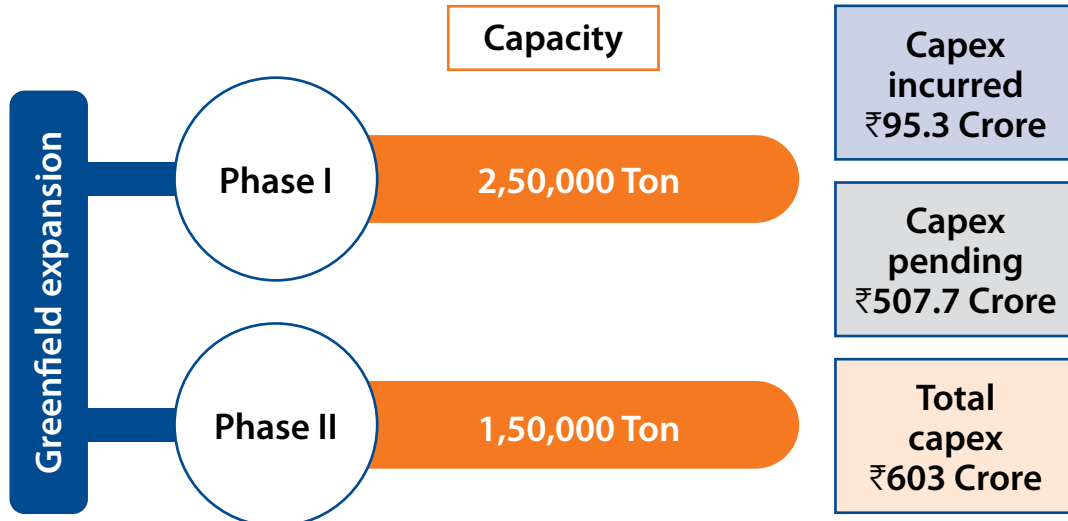 Capacity
Greenfield expansion
Phase I
2,50,000 Ton
Phase II
1,50,000 Ton
Capex
incurred
₹95.3 Crore
Capex
pending
₹507.7 Crore
Total
capex
₹603 Crore